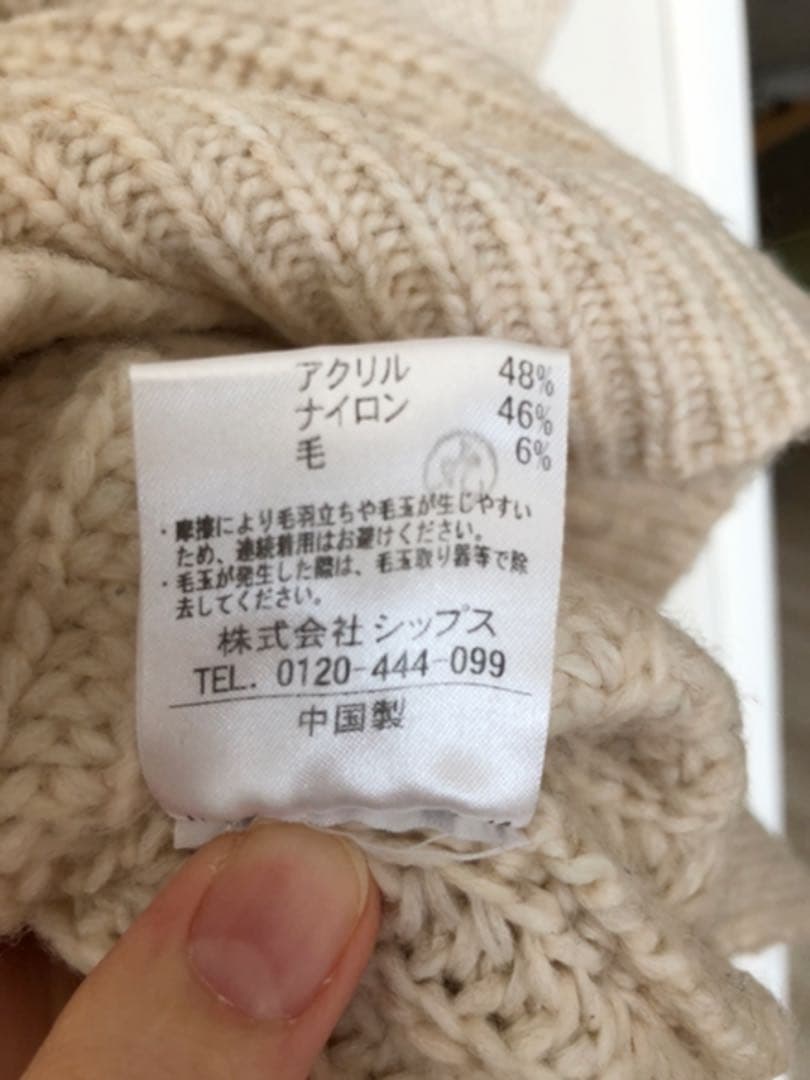 アクリル 48%
ナイロン 46%
毛 6%
・摩擦により毛羽立ちや毛玉が生じやすい
ため、連続着用はお避けください。
・毛玉が発生した際は、毛玉取り器等で除
去してください。
株式会社 シップス
TEL. 0120-444-099
中国製